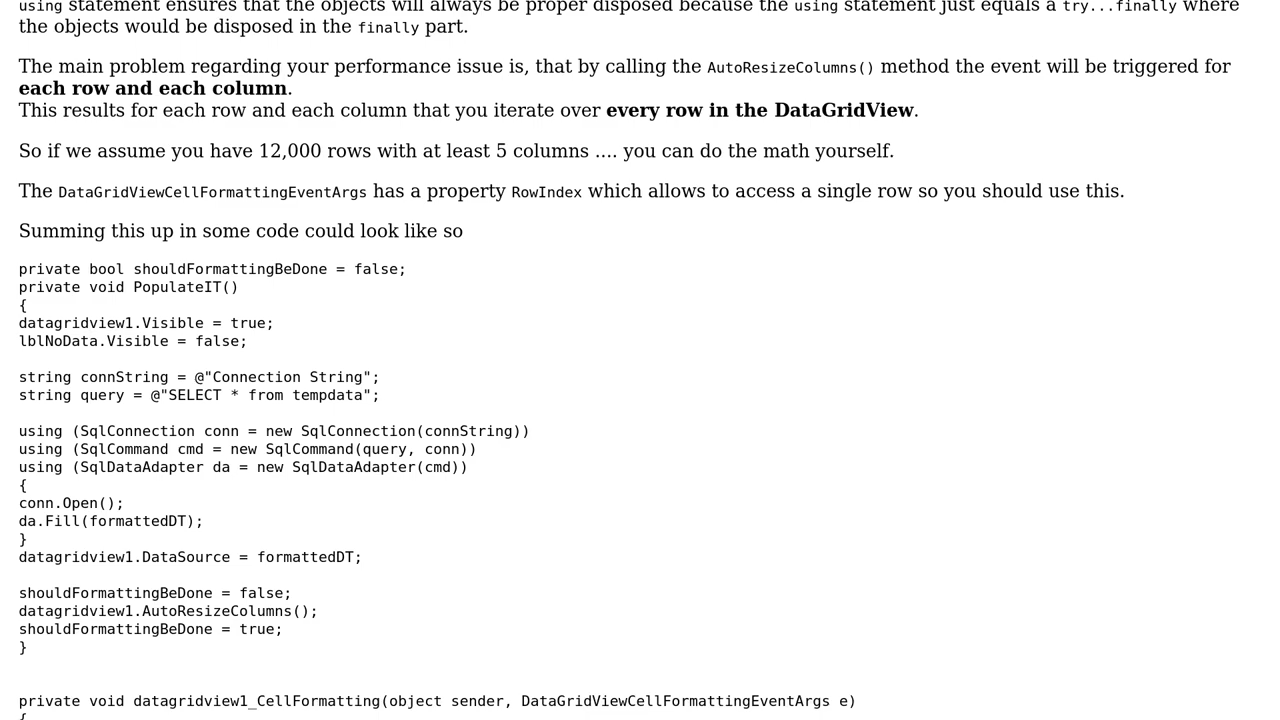 using statement ensures that the objects will always be proper disposed because the using statement just equals a try...finally where
the objects would be disposed in the finally part.
The main problem regarding your performance issue is, that by calling the AutoResizeColumns() method the event will be triggered for
each row and each column.
This results for each row and each column that you iterate over every row in the DataGridView.
So if we assume you have 12,000 rows with at least 5 columns .... you can do the math yourself.
The DataGridViewCellFormattingEventArgs has a property RowIndex which allows to access a single row so you should use this.
Summing this up in some code could look like so
private bool shouldFormattingBeDone = false;
private void PopulateIT()
{
datagridview1.Visible = true;
lblNoData.Visible = false;
string connString = @"Connection String";
string query = @"SELECT * from tempdata";
using (SqlConnection conn = new SqlConnection(connString))
using (SqlCommand cmd = new SqlCommand(query, conn))
using (SqlDataAdapter da = new SqlDataAdapter(cmd))
{
conn.Open();
da.Fill(formattedDT);
}
datagridview1.DataSource = formattedDT;
shouldFormattingBeDone = false;
datagridview1.AutoResizeColumns();
shouldFormattingBeDone = true;
}
private void datagridview1_CellFormatting(object sender, DataGridViewCellFormattingEventArgs e)
{